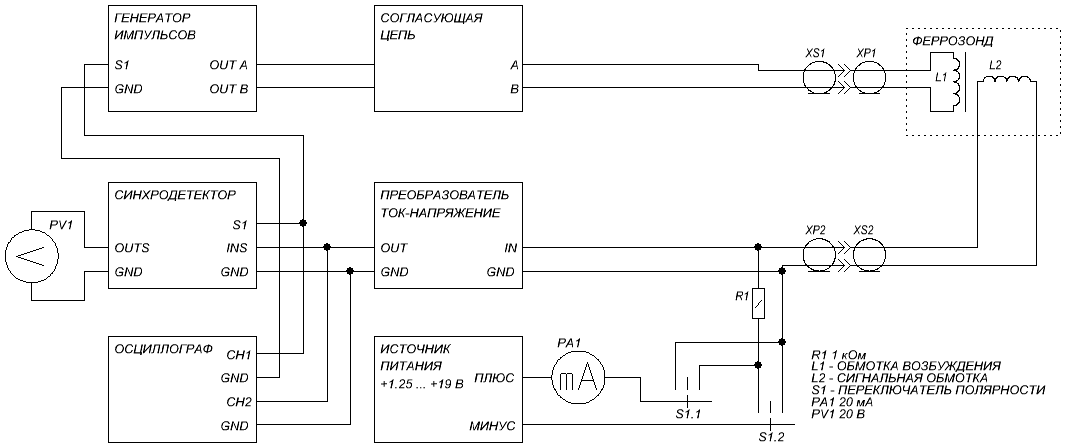 ГЕНЕРАТОР
ИМПУЛЬСОВ
S1
OUT A
GND
OUT B
СОГЛАСУЮЩАЯ
ЦЕПЬ
A
B
XS1
XP1
ФЕРРОЗОНД
L1
L2
PV1
V
СИНХРОДЕТЕКТОР
S1
OUTS
INS
GND
GND
ПРЕОБРАЗОВАТЕЛЬ
ТОК-НАПРЯЖЕНИЕ
OUT
IN
GND
GND
XP2
XS2
R1
ОСЦИЛЛОГРАФ
CH1
GND
CH2
GND
ИСТОЧНИК
ПИТАНИЯ
+1.25 ... +19 В
ПЛЮС
МИНУС
PA1
mA
S1.1
S1.2
R1 1 кОм
L1 - ОБМОТКА ВОЗБУЖДЕНИЯ
L2 - СИГНАЛЬНАЯ ОБМОТКА
S1 - ПЕРЕКЛЮЧАТЕЛЬ ПОЛЯРНОСТИ
PA1 20 мА
PV1 20 В